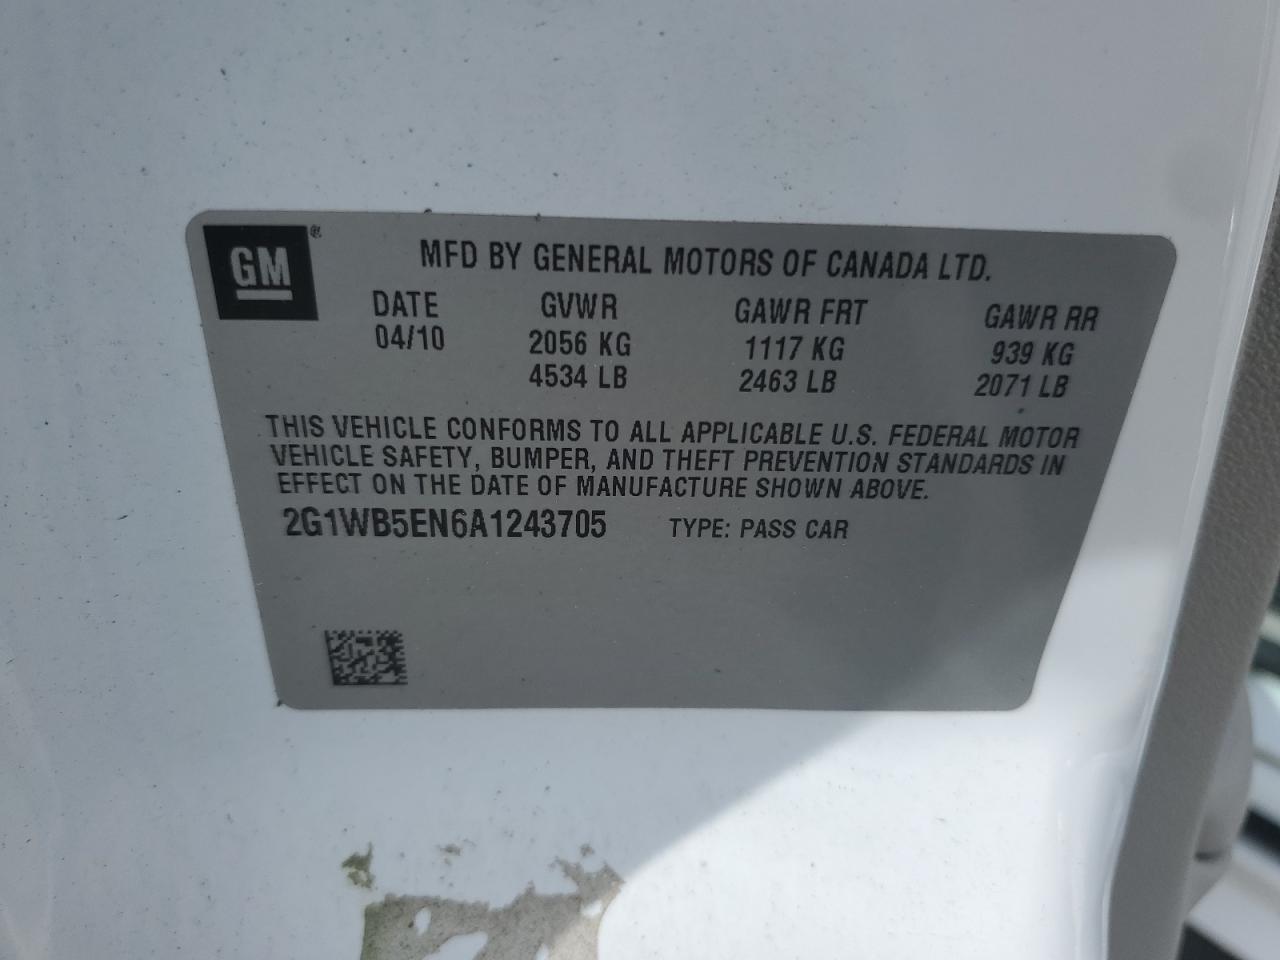 GM®
MFD BY GENERAL MOTORS OF CANADA LTD.
DATE GVWR GAWR FRT GAWR RR
04/10 2056 KG 1117 KG 939 KG
4534 LB 2463 LB 2071 LB
THIS VEHICLE CONFORMS TO ALL APPLICABLE U.S. FEDERAL MOTOR
VEHICLE SAFETY, BUMPER, AND THEFT PREVENTION STANDARDS IN
EFFECT ON THE DATE OF MANUFACTURE SHOWN ABOVE.
2G1WB5EN6A1243705 TYPE: PASS CAR